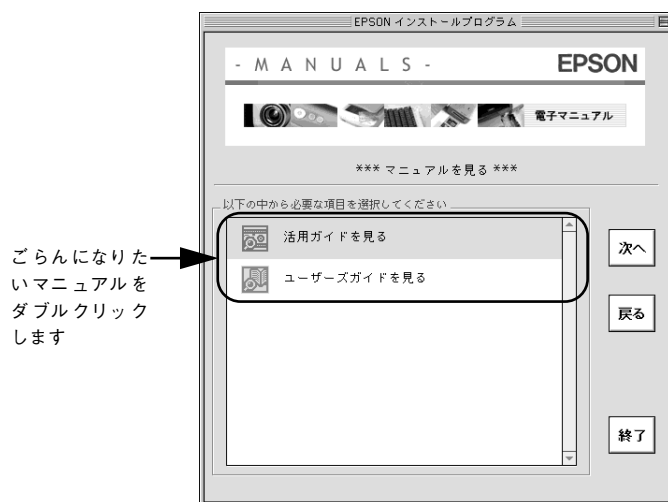 EPSON インストールプログラム
- M A N U A L S -
EPSON
電子マニュアル
*** マニュアルを見る ***
以下の中から必要な項目を選択してください
活用ガイドを見る
ユーザーズガイドを見る
次へ
戻る
終了
ごらんになりた
いマニュアルを
ダブルクリック
します